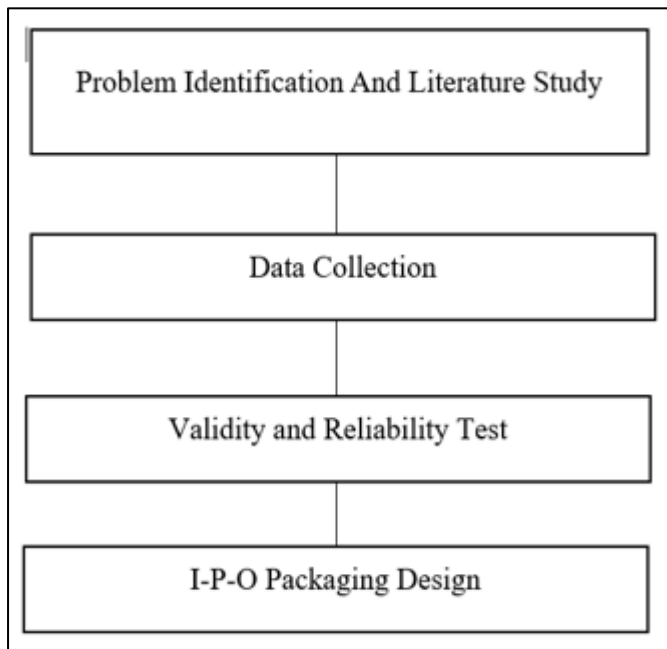 Problem Identification And Literature Study
Data Collection
Validity and Reliability Test
I-P-O Packaging Design